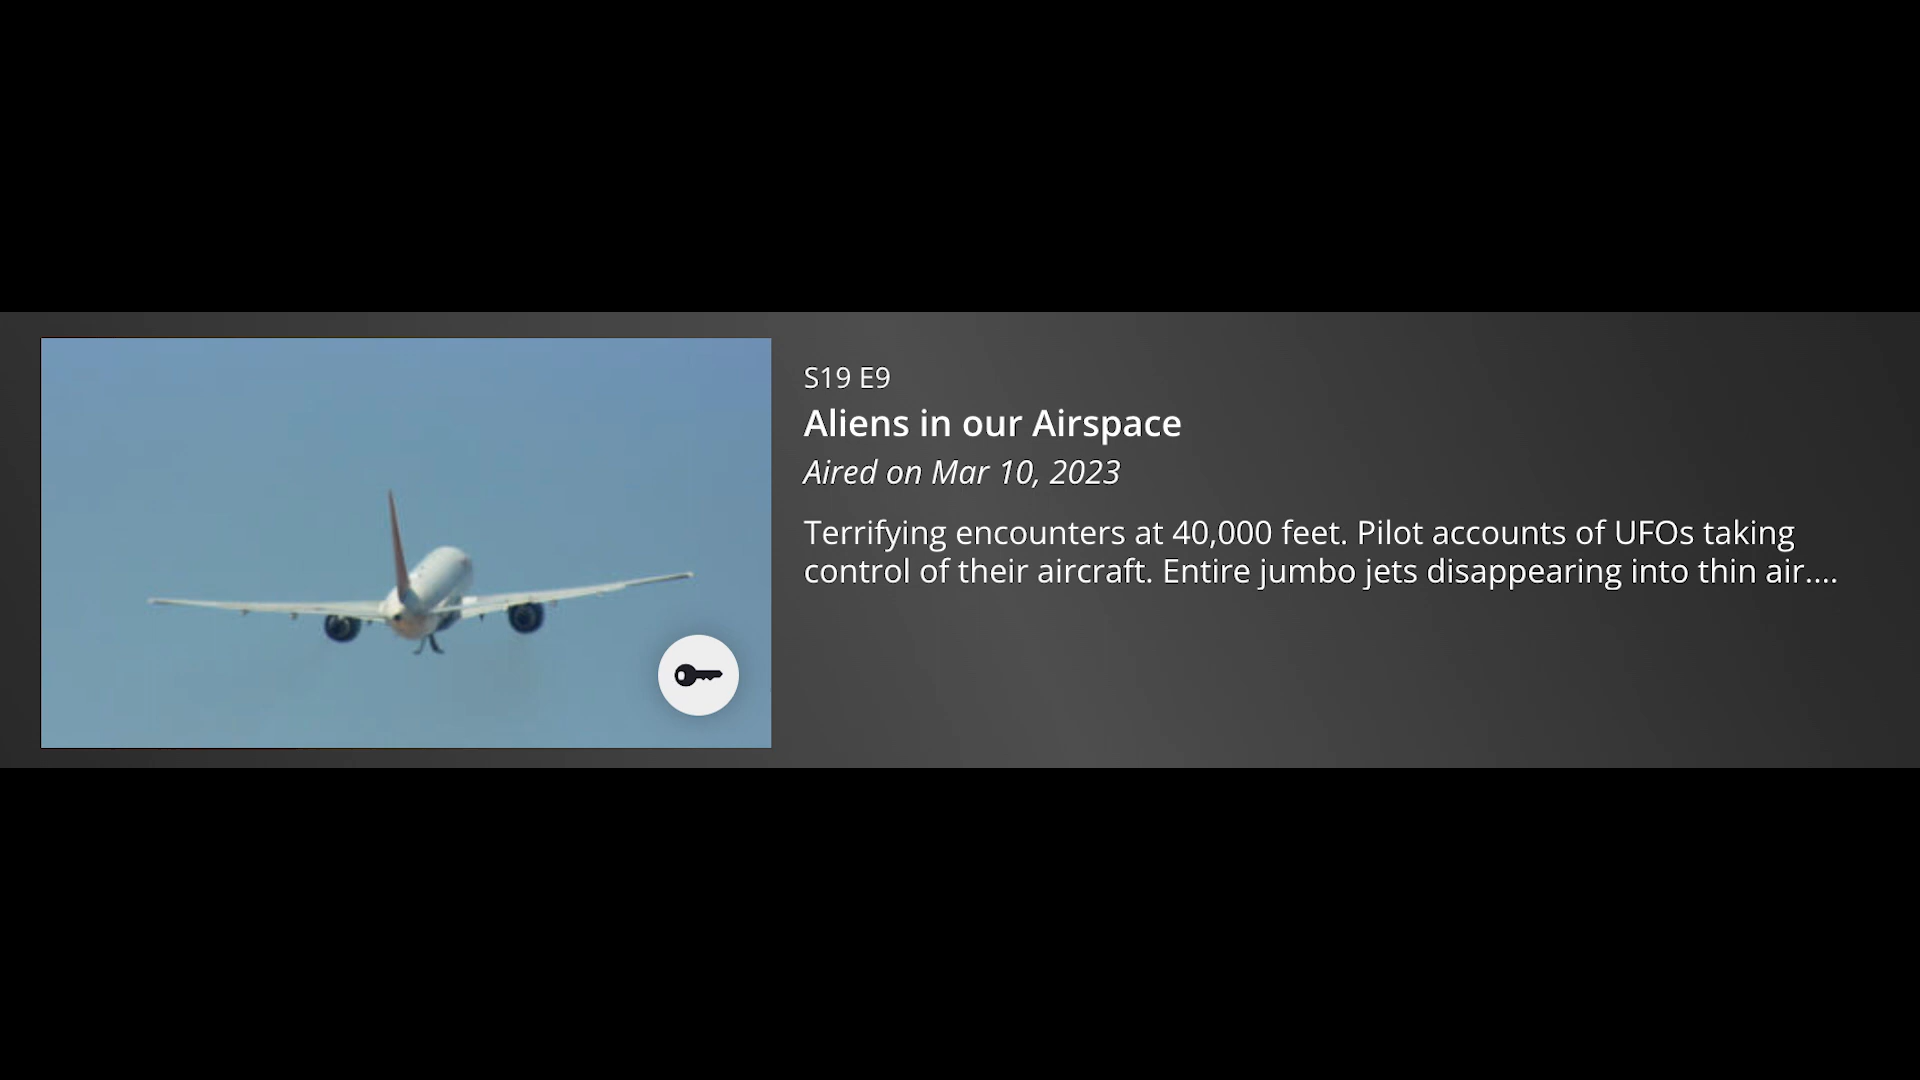 S19 E9
Aliens in our Airspace
Aired on Mar 10, 2023
Terrifying encounters at 40,000 feet. Pilot accounts of UFOs taking
control of their aircraft. Entire jumbo jets disappearing into thin air....